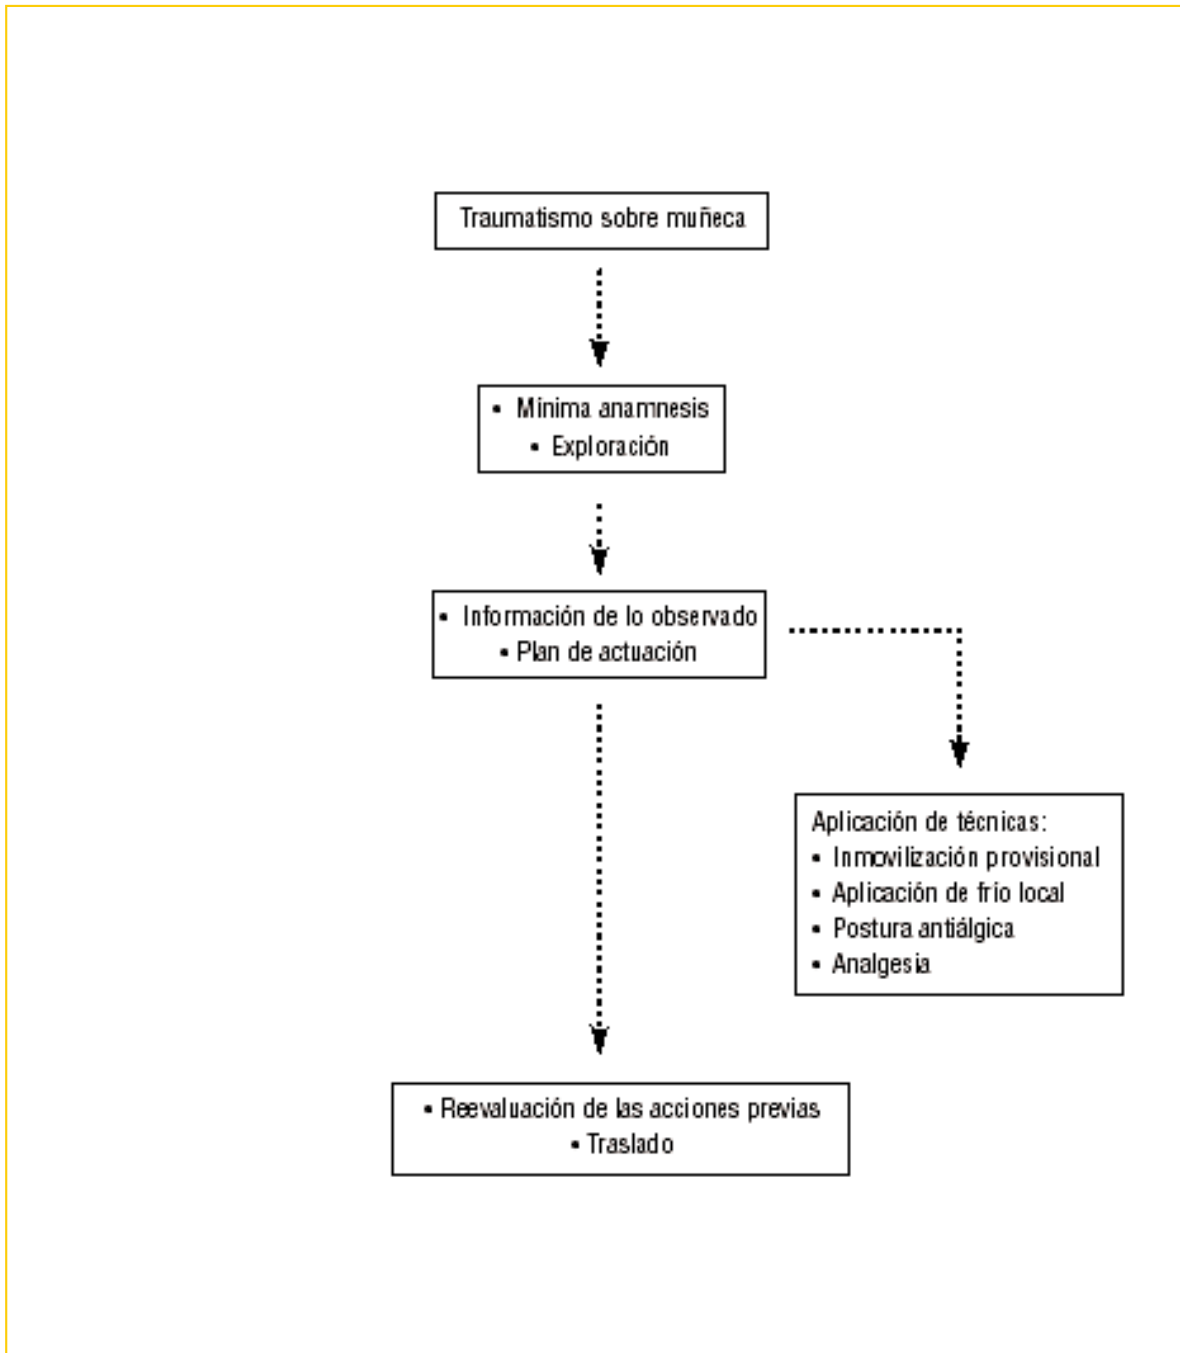 Traumatismo sobre muñeca
▪ Mínima anamnesis
▪ Exploración
▪ Información de lo observado
▪ Plan de actuación
Aplicación de técnicas:
▪ Inmovilización provisional
▪ Aplicación de frío local
▪ Postura antiálgica
▪ Analgesia
▪ Reevaluación de las acciones previas
▪ Traslado